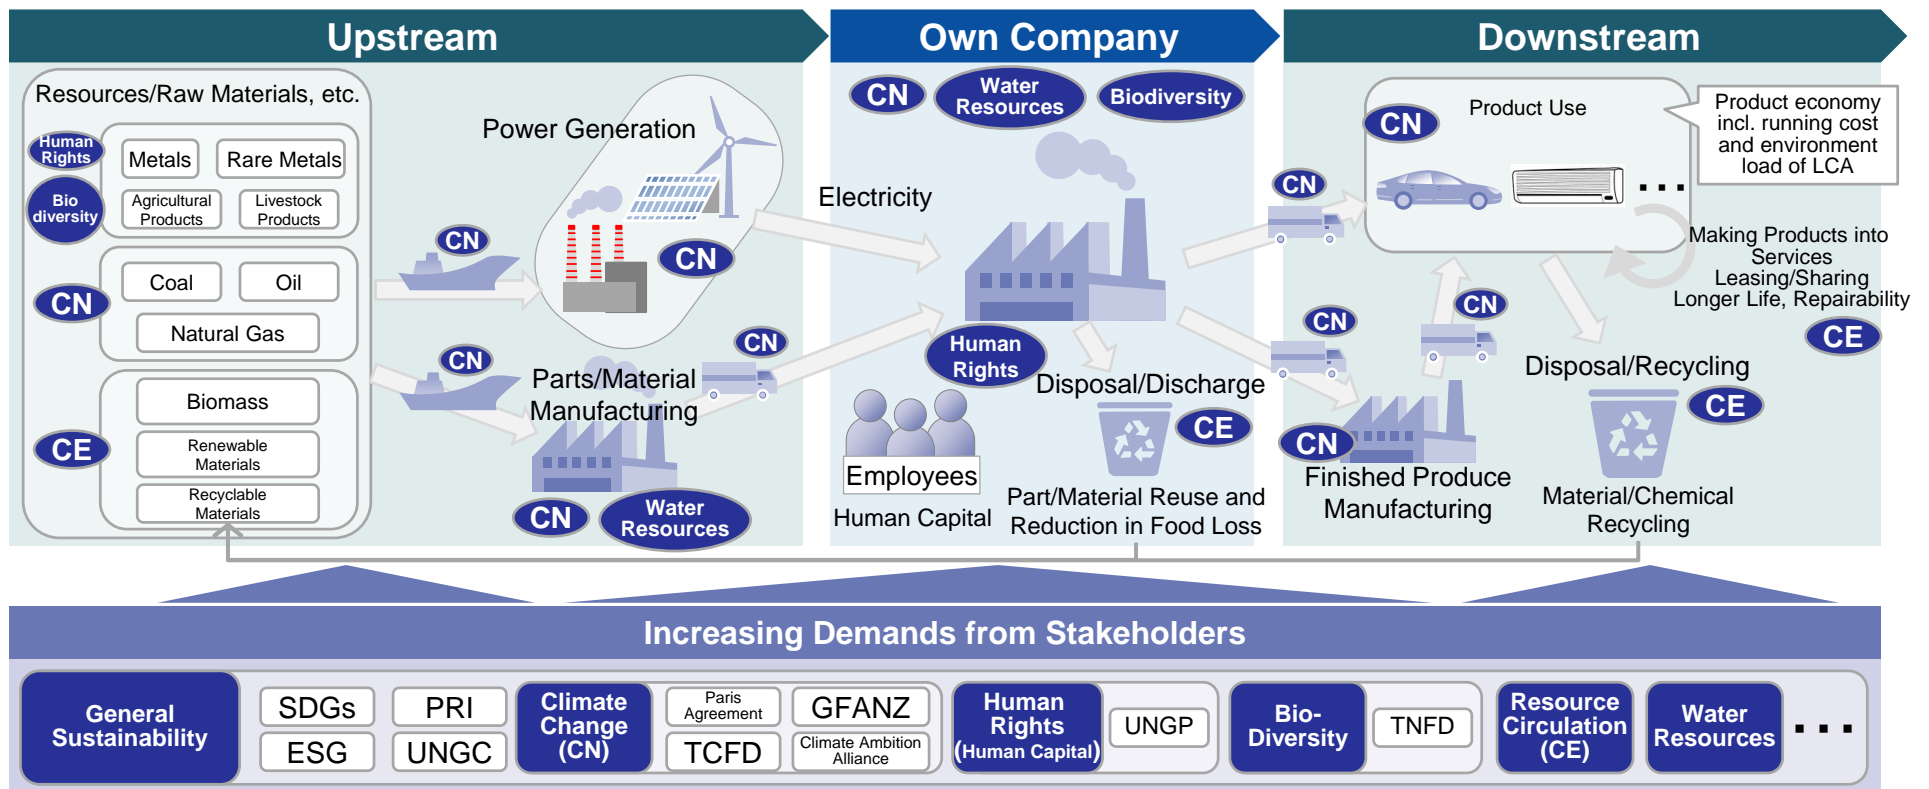 Upstream
Own Company
Downstream
Resources/Raw Materials, etc.
Human
Rights
Bio
diversity
Metals
Rare Metals
Agricultural
Products
Livestock
Products
CN
Coal
Oil
Natural Gas
CE
Biomass
Renewable
Materials
Recyclable
Materials
CN
CN
Power Generation
CN
Parts/Material
Manufacturing
CN
CN
Water
Resources
CN
Water
Resources
Biodiversity
Electricity
Human
Rights
Employees
Human Capital
Disposal/Discharge
CE
Part/Material Reuse and
Reduction in Food Loss
CN
CN
CN
Product Use
...
Product economy
incl. running cost
and environment
load of LCA
Making Products into
Services
Leasing/Sharing
Longer Life, Repairability
CE
CN
CN
Finished Produce
Manufacturing
Disposal/Recycling
CE
Material/Chemical
Recycling
Increasing Demands from Stakeholders
General
Sustainability
SDGs
PRI
ESG
UNGC
Climate
Change
(CN)
Paris
Agreement
GFANZ
TCFD
Climate Ambition
Alliance
Human
Rights
(Human Capital)
UNGP
Bio-
Diversity
TNFD
Resource
Circulation
(CE)
Water
Resources
...